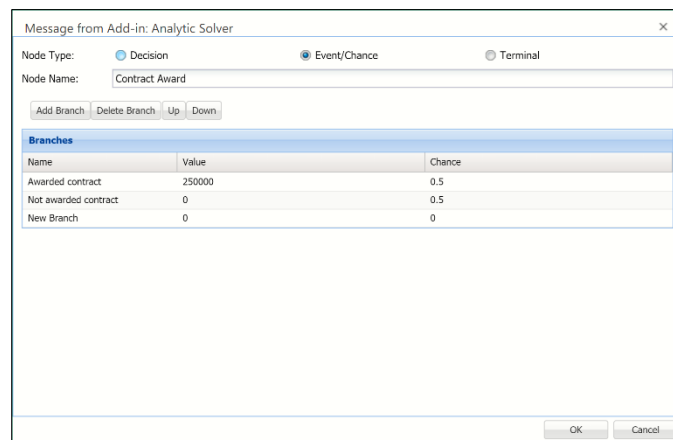 Message from Add-in: Analytic Solver
Node Type: Decision Event/Chance Terminal
Node Name: Contract Award
Add Branch Delete Branch Up Down
Branches
Name Value Chance
Awarded contract 250000 0.5
Not awarded contract 0 0.5
New Branch 0 0
OK Cancel